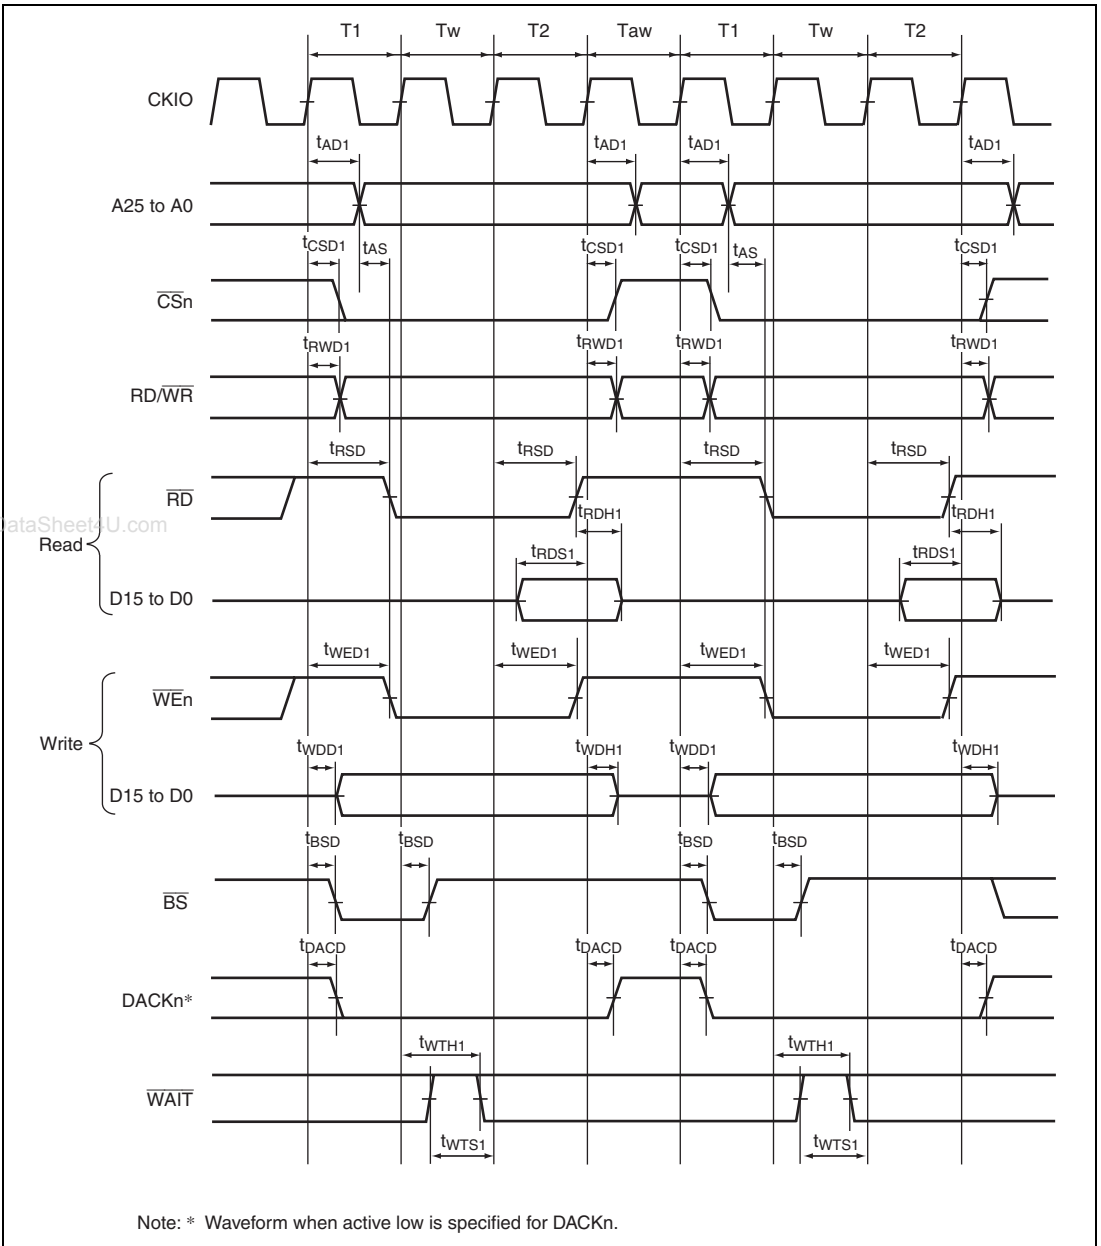 T1 Tw T2 Taw T1 Tw T2
CKIO
tAD1 tAD1 tAD1 tAD1
A25 to A0
tCSD1 tAS tCSD1 tCSD1 tAS tCSD1
CSn
tRWD1 tRWD1 tRWD1 tRWD1
RD/WR
tRSD tRSD tRSD tRSD
RD
tRDH1 tRDH1
DataSheet4U.com
Read
tRDS1 tRDS1
D15 to D0
tWED1 tWED1 tWED1 tWED1
WEn
Write
tWDD1 tWDH1 tWDD1 tWDH1
D15 to D0
tBSD tBSD tBSD tBSD
BS
tDACD tDACD tDACD tDACD
DACKn*
tWTH1 tWTH1
WAIT
tWTS1 tWTS1
Note: * Waveform when active low is specified for DACKn.